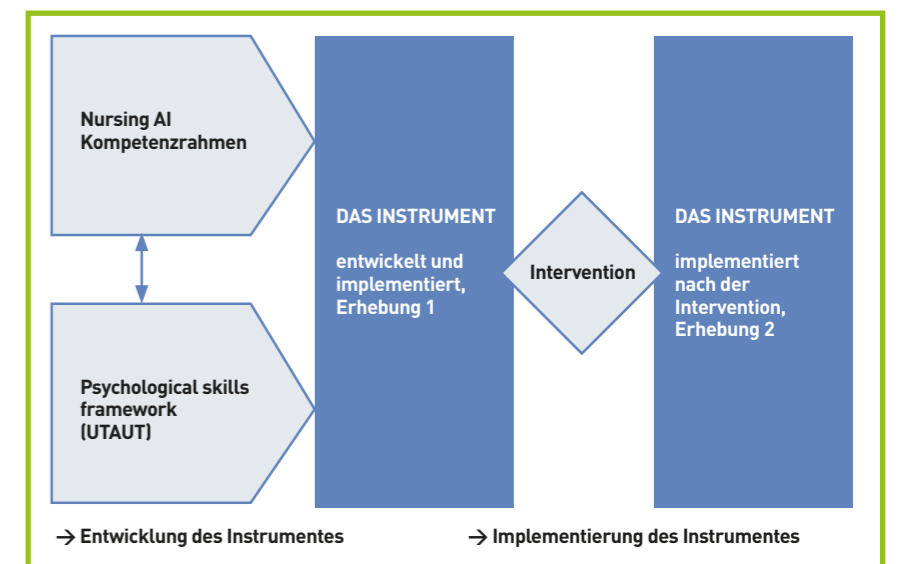 Nursing AI
Kompetenzrahmen
Psychological skills
framework
(UTAUT)
DAS INSTRUMENT
entwickelt und
implementiert,
Erhebung 1
Intervention
DAS INSTRUMENT
implementiert
nach der
Intervention,
Erhebung 2
→ Entwicklung des Instrumentes
→ Implementierung des Instrumentes